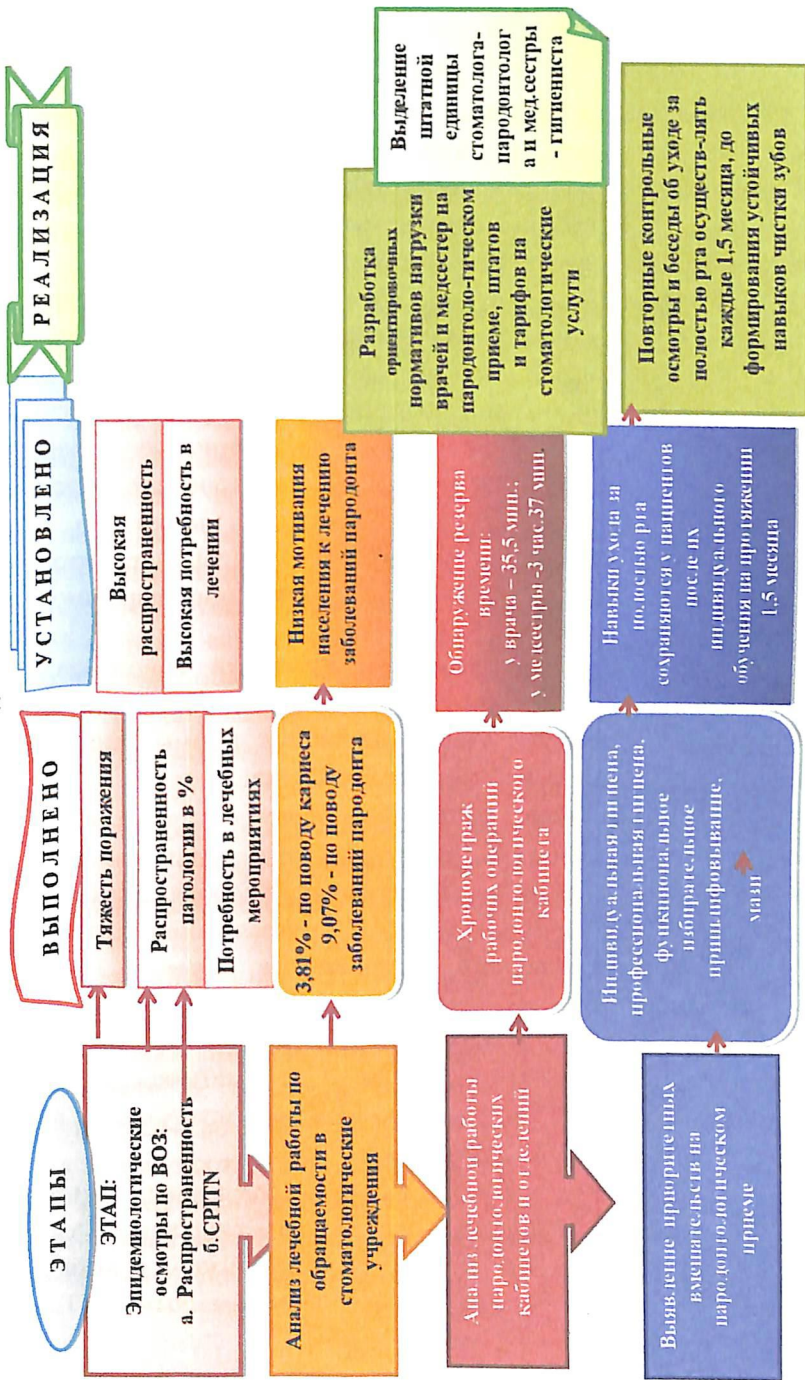 ЭТАПЫ
ВЫПОЛНЕНО
УСТАНОВЛЕНО
РЕАЛИЗАЦИЯ
ЭТАП:
Эпидемиологические
осмотры по ВОЗ:
а. Распространенность
б.CPITN
Тяжесть поражения
Распространенность
патологии в %
Потребность в лечебных
мероприятиях
Высокая
распространенность
Высокая потребность в
лечении
Анализ лечебной работы по
обращаемости в
стоматологические
учреждения
3,81% - по поводу кариеса
9,07% - по поводу
заболеваний пародонта
Низкая мотивация
населения к лечению
заболеваний пародонта
Анализ лечебной работы
пародонтологических
кабинетов и отделений
Хронометраж
рабочих операций
пародонтологического
кабинета
Обнаружение резерва
времени:
у врача – 35,5 мин.;
у медсестры -3 час.37 мин.
Разработка
ориентировочных
нормативов нагрузки
врачей и медсестер на
пародонтоло-гическом
приеме, штатов
и тарифов на
стоматологические
услуги
Выделение
штатной
единицы
стоматолога-
пародонтолог
а и мед.сестры
- гигиениста
Выявление приоритетных
вмешательств на
пародонтологическом
приеме
Индивидуальная гигиена,
профессиональная гигиена,
функциональное
избирательное
пришлифовывание,
мази
Навыки ухода за
полостью рта
сохраняются у пациентов
после их
индивидуального
обучения на протяжении
1,5 месяца
Повторные контрольные
осмотры и беседы об уходе за
полостью рта осуществ-лять
каждые 1,5 месяца, до
формирования устойчивых
навыков чистки зубов